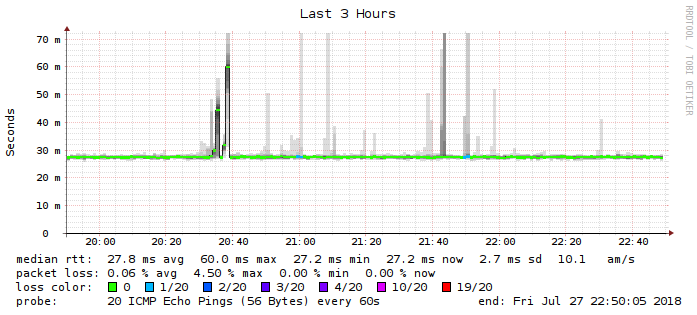 Last 3 Hours
RRDTOOL / TOBI OETIKER
Seconds
70 m
60 m
50 m
40 m
30 m
20 m
10 m
0
20:00 20:20 20:40 21:00 21:20 21:40 22:00 22:20 22:40
median rtt: 27.8 ms avg 60.0 ms max 27.2 ms min 27.2 ms now 2.7 ms sd 10.1 am/s
packet loss: 0.06 % avg 4.50 % max 0.00 % min 0.00 % now
loss color: 0 1/20 2/20 3/20 4/20 10/20 19/20
probe: 20 ICMP Echo Pings (56 Bytes) every 60s end: Fri Jul 27 22:50:05 2018